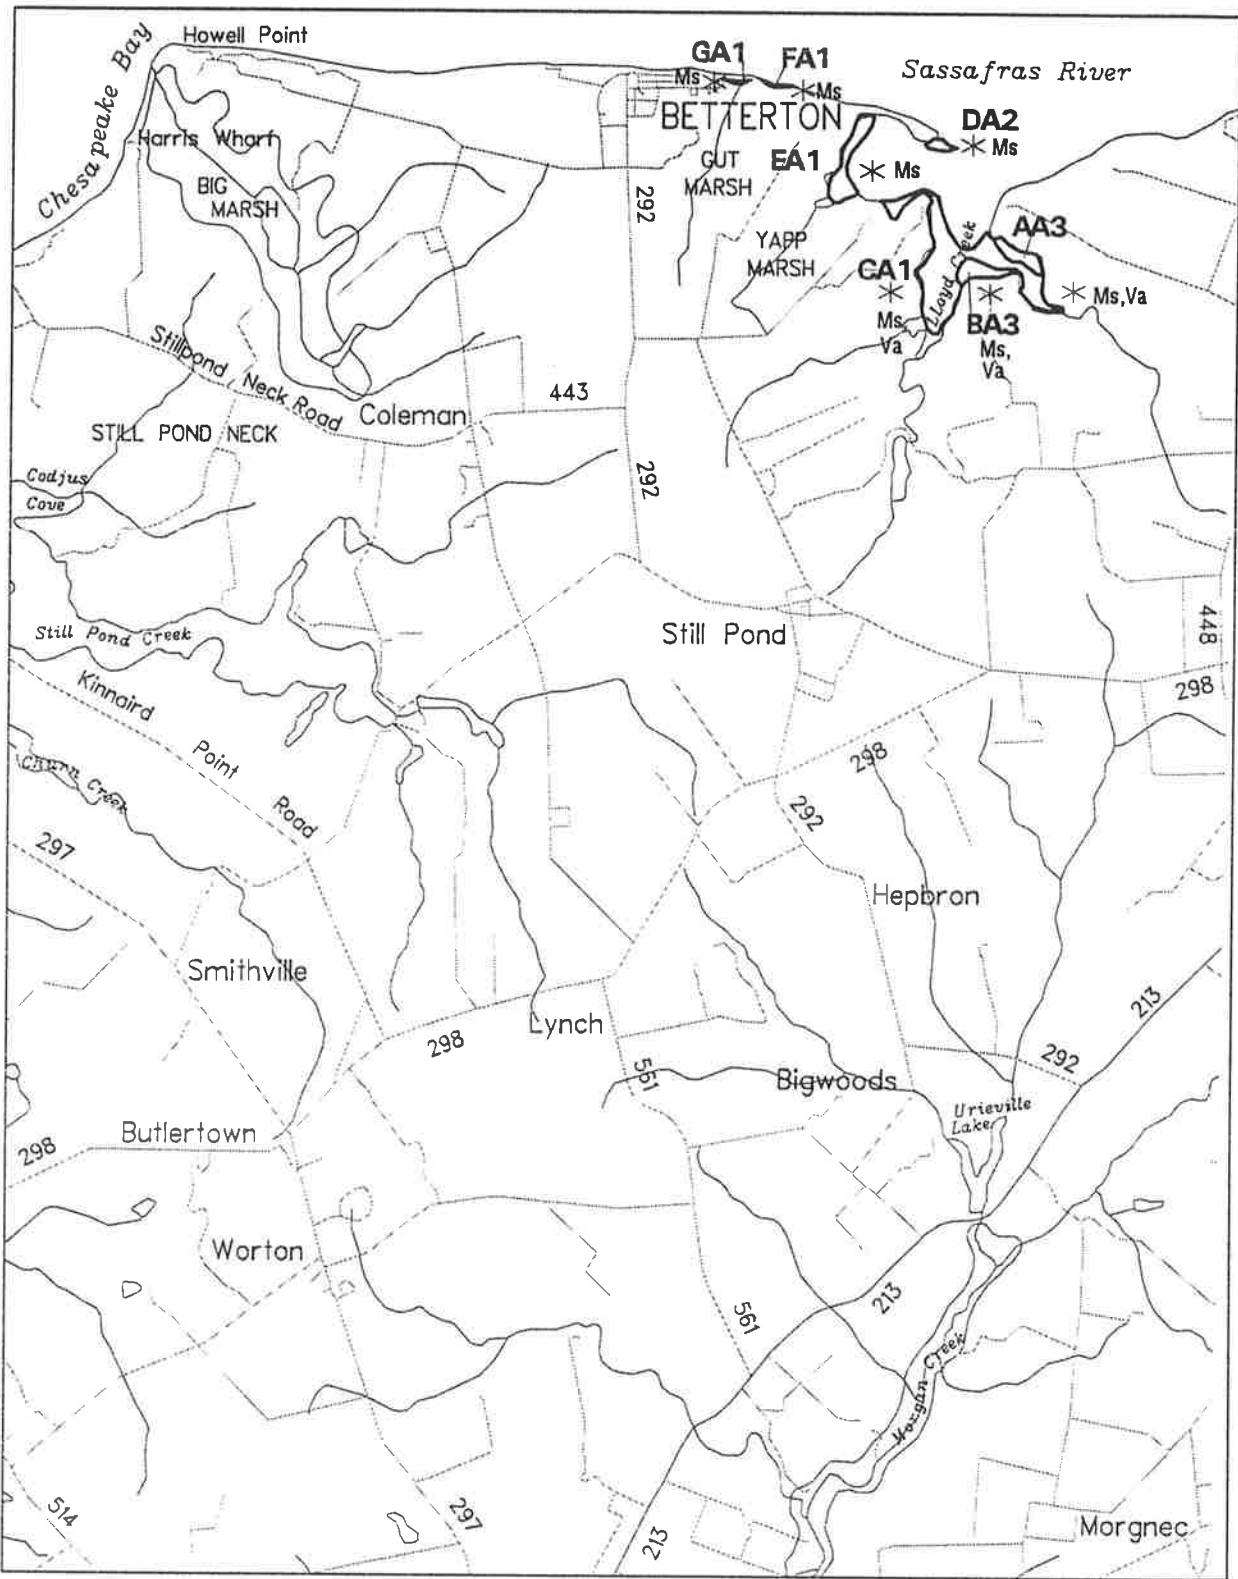 Howell Point
Chesapeake Bay
GA1
FA1
Ms
Ms
Sassafras River
BETTERTON
DA2
Ms
Harris Wharf
EA1
GUT
MARSH
Ms
BIG
MARSH
292
YAPP
MARSH
AA3
CA1
Lloyd Creek
Ms,
Va
BA3
Ms,
Va
Ms,Va
Stillpond Neck Road
Coleman
443
STILL POND NECK
292
Codjus
Cove
Still Pond Creek
Still Pond
448
298
Kinnaird Point Road
298
292
Churn Creek
297
Hepbron
Smithville
213
Lynch
298
292
561
Bigwoods
Urieville
Lake
Butlertown
298
Worton
213
561
Morgan Creek
514
297
213
Morgnec